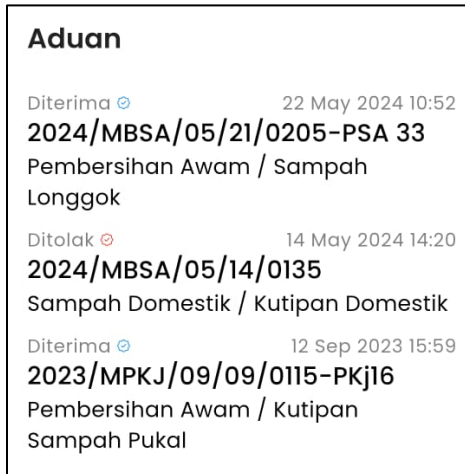 Aduan
Diterima 22 May 2024 10:52
2024/MBSA/05/21/0205-PSA 33
Pembersihan Awam / Sampah
Longgok
Ditolak 14 May 2024 14:20
2024/MBSA/05/14/0135
Sampah Domestik / Kutipan Domestik
Diterima 12 Sep 2023 15:59
2023/MPKJ/09/09/0115-PKj16
Pembersihan Awam / Kutipan
Sampah Pukal